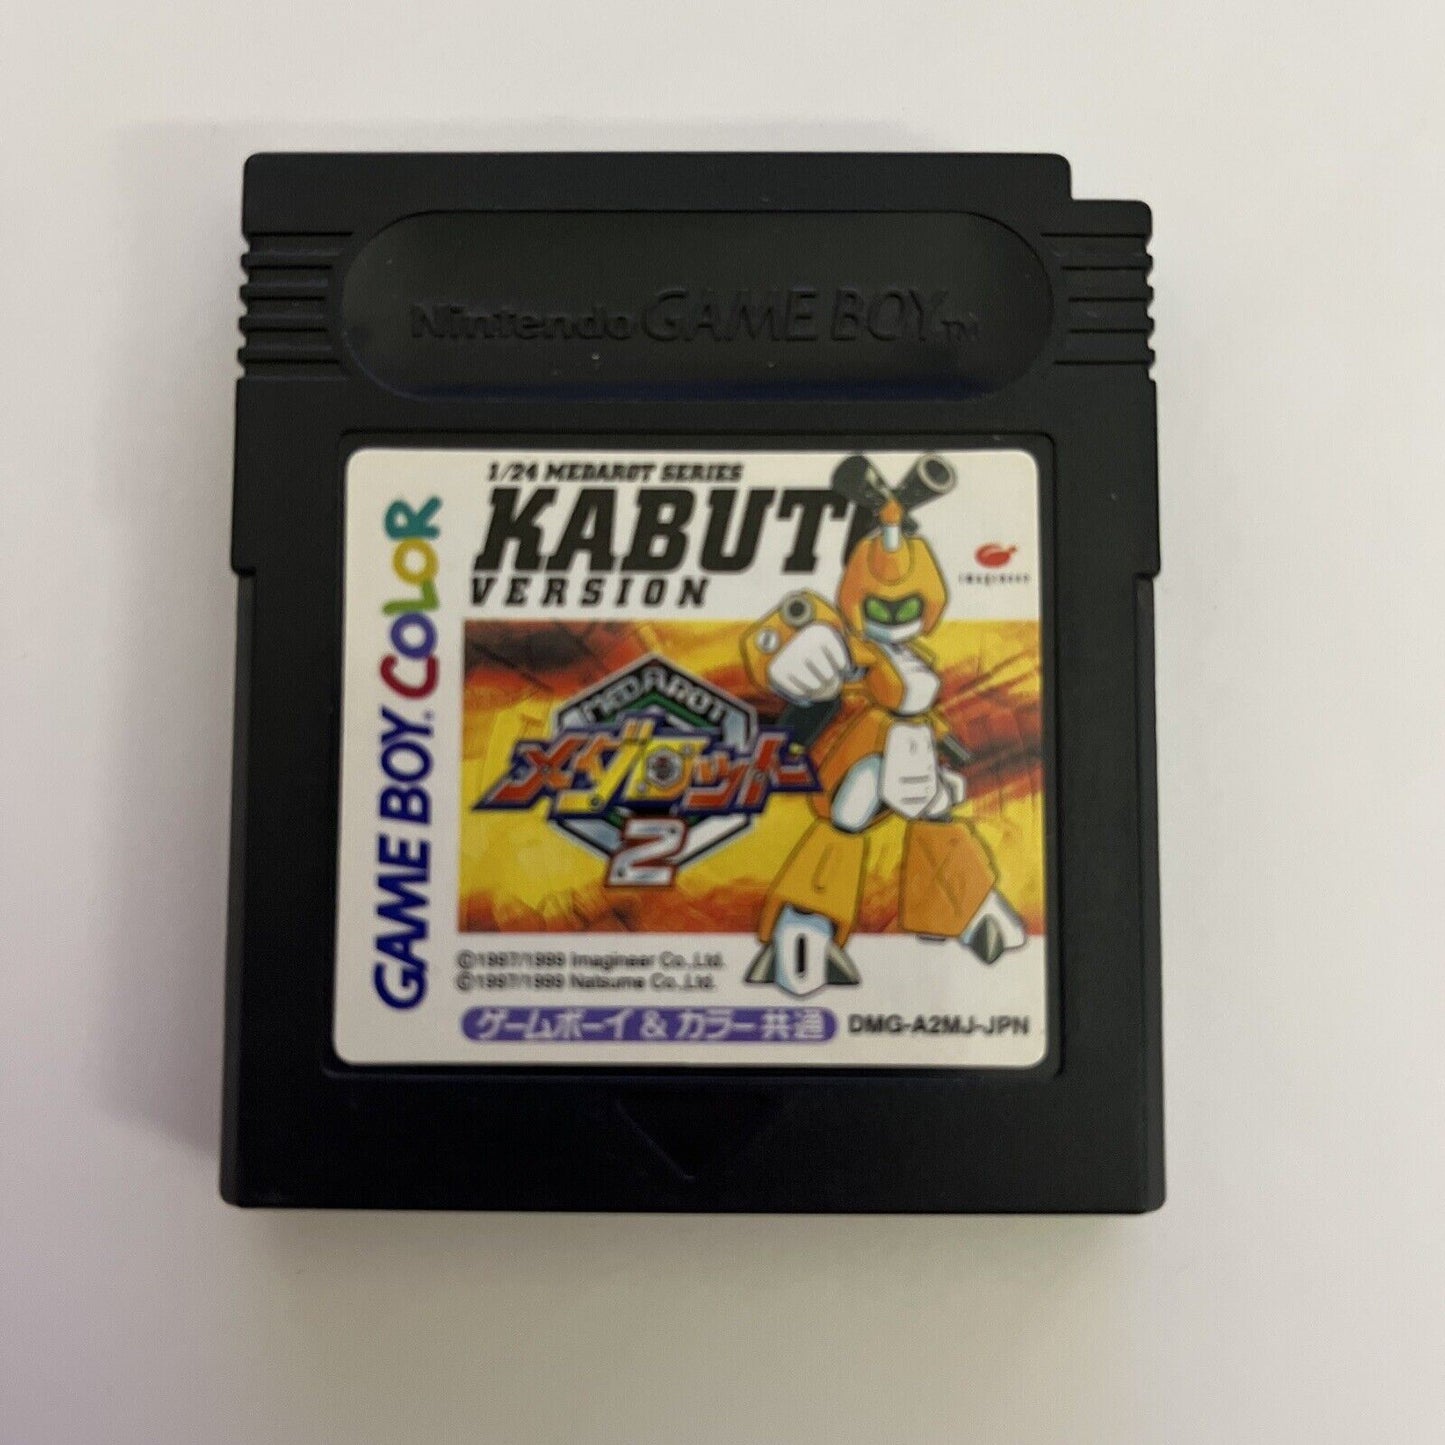 Nintendo GAME BOY TM
1/24 MEDAROT SERIES
KABUTO
VERSION
imagineer
GAME BOY COLOR
MEDAROT
メダロット
2
©1997/1999 Imagineer Co.,Ltd.
©1997/1999 Natsume Co.,Ltd.
ゲームボーイ & カラー共通
DMG-A2MJ-JPN